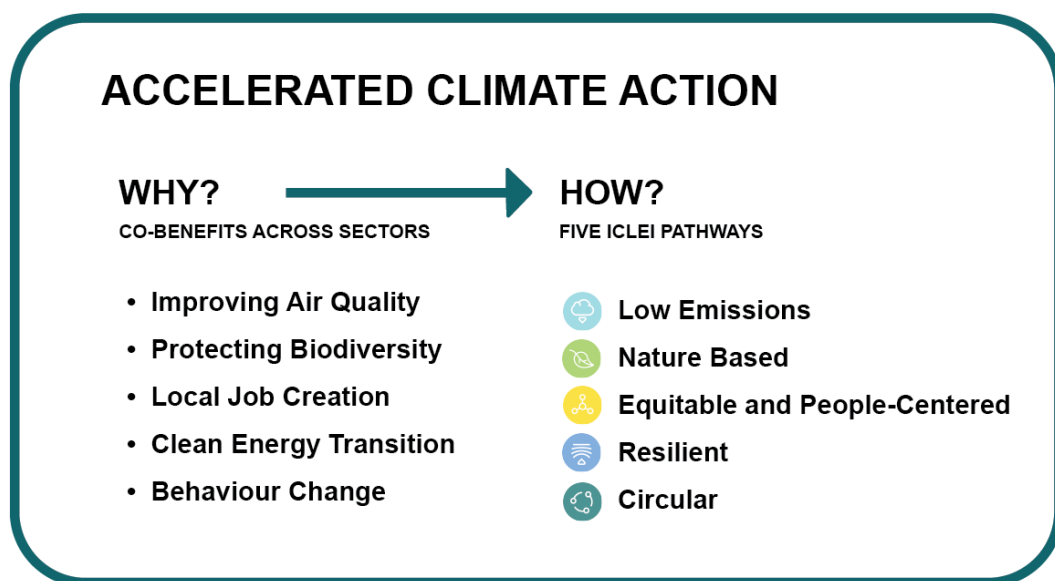 ACCELERATED CLIMATE ACTION
WHY?
CO-BENEFITS ACROSS SECTORS
• Improving Air Quality
• Protecting Biodiversity
• Local Job Creation
• Clean Energy Transition
• Behaviour Change
HOW?
FIVE ICLEI PATHWAYS
Low Emissions
Nature Based
Equitable and People-Centered
Resilient
Circular